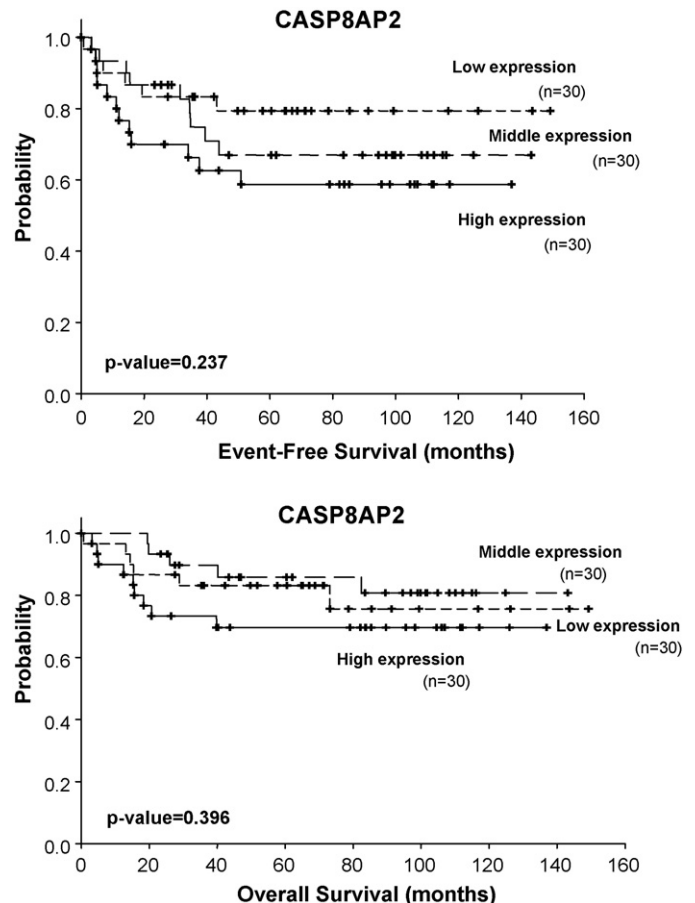 CASP8AP2
1.0
0.8
0.6
0.4
0.2
0.0
Probability
Low expression
(n=30)
Middle expression
(n=30)
High expression
(n=30)
p-value=0.237
0 20 40 60 80 100 120 140 160
Event-Free Survival (months)
CASP8AP2
1.0
0.8
0.6
0.4
0.2
0.0
Probability
Middle expression
(n=30)
Low expression
(n=30)
High expression
(n=30)
p-value=0.396
0 20 40 60 80 100 120 140 160
Overall Survival (months)